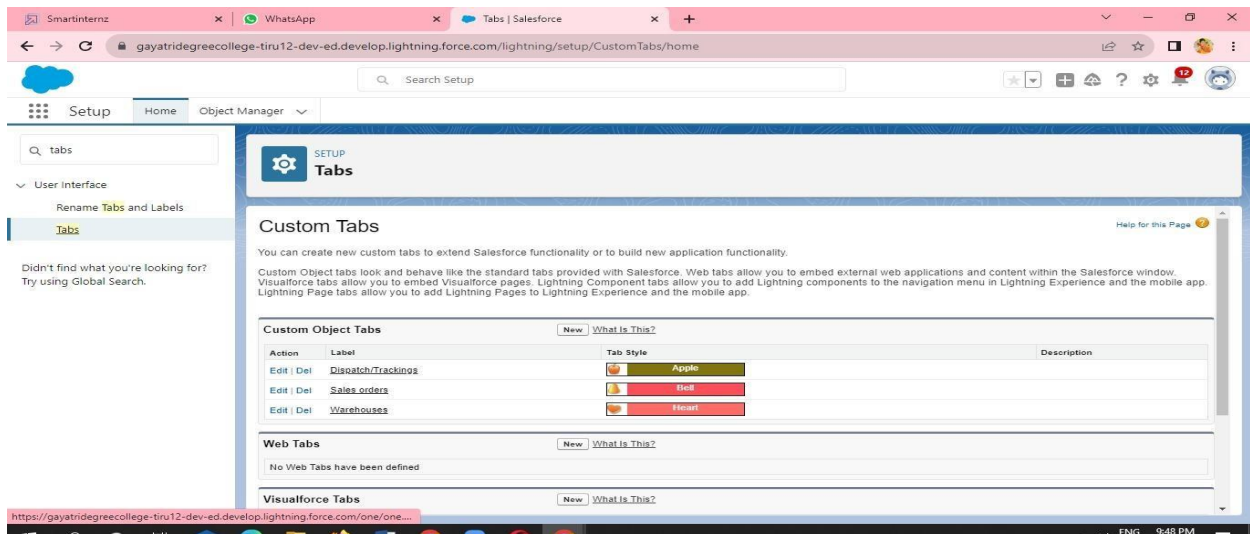 Smartinternz
WhatsApp
Tabs | Salesforce
gayatridegreecollege-tiru12-dev-ed.develop.lightning.force.com/lightning/setup/CustomTabs/home
Search Setup
12
Setup
Home
Object Manager
tabs
User Interface
Rename Tabs and Labels
Tabs
Didn't find what you're looking for?
Try using Global Search.
SETUP
Tabs
Custom Tabs
Help for this Page
You can create new custom tabs to extend Salesforce functionality or to build new application functionality.
Custom Object tabs look and behave like the standard tabs provided with Salesforce. Web tabs allow you to embed external web applications and content within the Salesforce window.
Visualforce tabs allow you to embed Visualforce pages. Lightning Component tabs allow you to add Lightning components to the navigation menu in Lightning Experience and the mobile app.
Lightning Page tabs allow you to add Lightning Pages to Lightning Experience and the mobile app.
Custom Object Tabs New What Is This?
Action Label Tab Style Description
Edit | Del Dispatch/Trackings Apple
Edit | Del Sales orders Bell
Edit | Del Warehouses Heart
Web Tabs New What Is This?
No Web Tabs have been defined
Visualforce Tabs New What Is This?
https://gayatridegreecollege-tiru12-dev-ed.develop.lightning.force.com/one/one....
ENG 9:48 PM